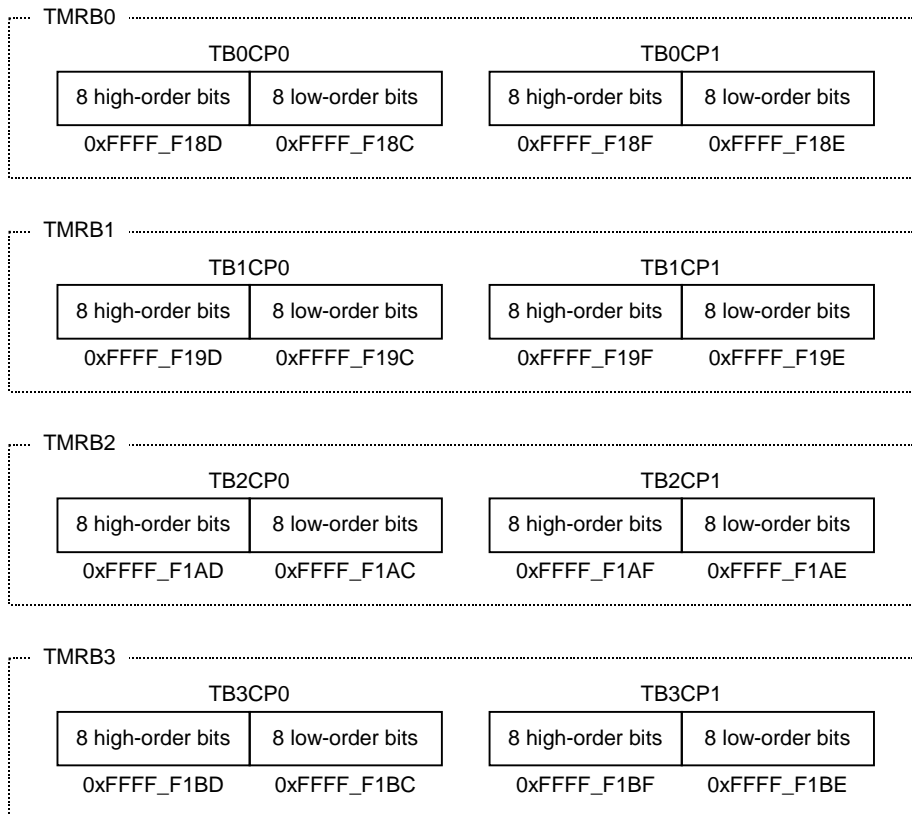 TMRB0
TB0CP0 TB0CP1
8 high-order bits 8 low-order bits 8 high-order bits 8 low-order bits
0xFFFF_F18D 0xFFFF_F18C 0xFFFF_F18F 0xFFFF_F18E
TMRB1
TB1CP0 TB1CP1
8 high-order bits 8 low-order bits 8 high-order bits 8 low-order bits
0xFFFF_F19D 0xFFFF_F19C 0xFFFF_F19F 0xFFFF_F19E
TMRB2
TB2CP0 TB2CP1
8 high-order bits 8 low-order bits 8 high-order bits 8 low-order bits
0xFFFF_F1AD 0xFFFF_F1AC 0xFFFF_F1AF 0xFFFF_F1AE
TMRB3
TB3CP0 TB3CP1
8 high-order bits 8 low-order bits 8 high-order bits 8 low-order bits
0xFFFF_F1BD 0xFFFF_F1BC 0xFFFF_F1BF 0xFFFF_F1BE